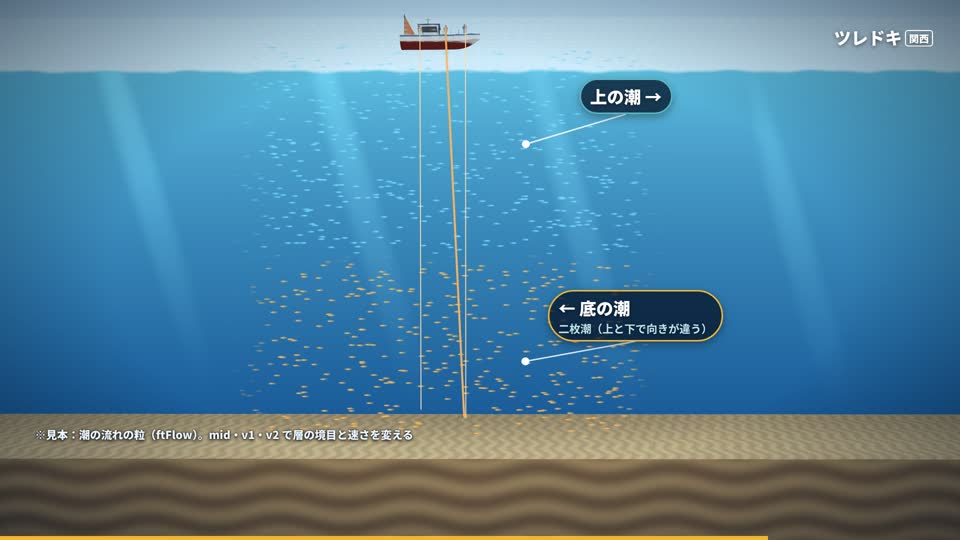 ツレドキ 関西
上の潮 →
← 底の潮
二枚潮（上と下で向きが違う）
※見本：潮の流れの粒（ftFlow）。mid・v1・v2 で層の境目と速さを変える